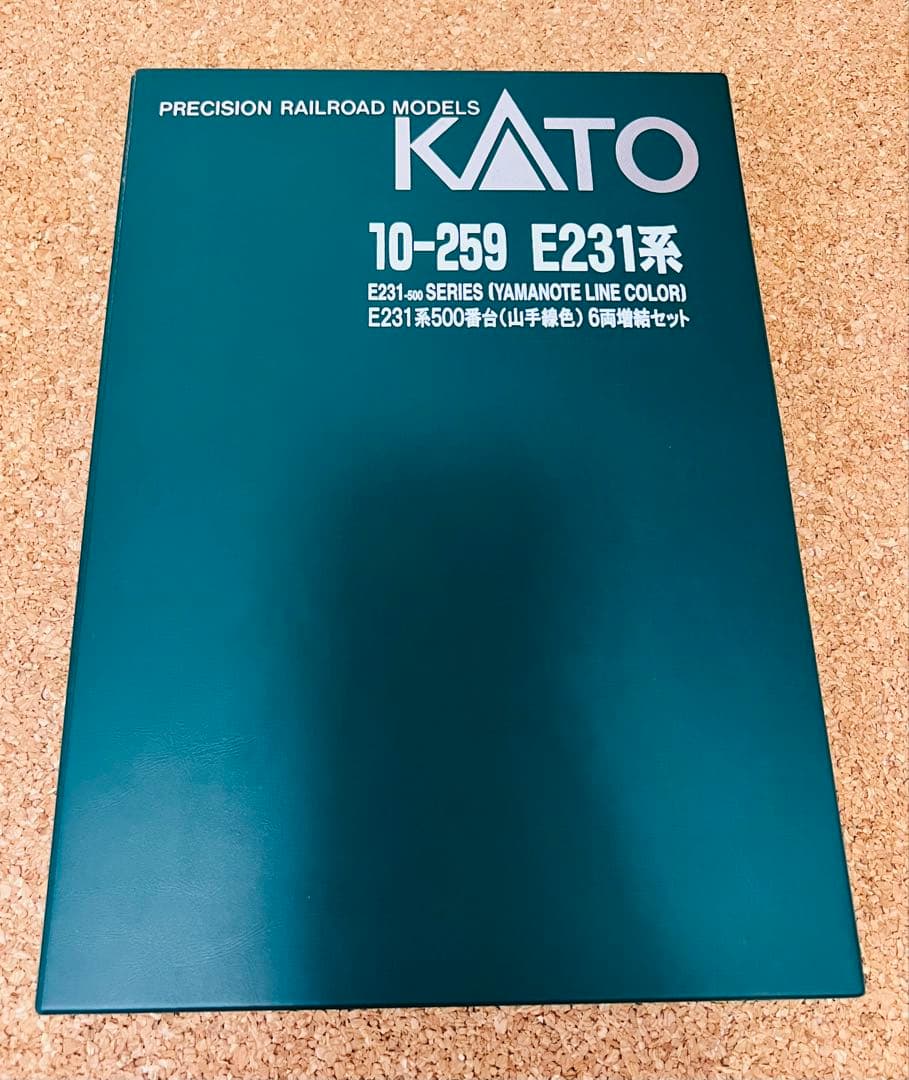 PRECISION RAILROAD MODELS
KATO
10-259 E231系
E231-500 SERIES (YAMANOTE LINE COLOR)
E231系500番台(山手線色)6両増結セット